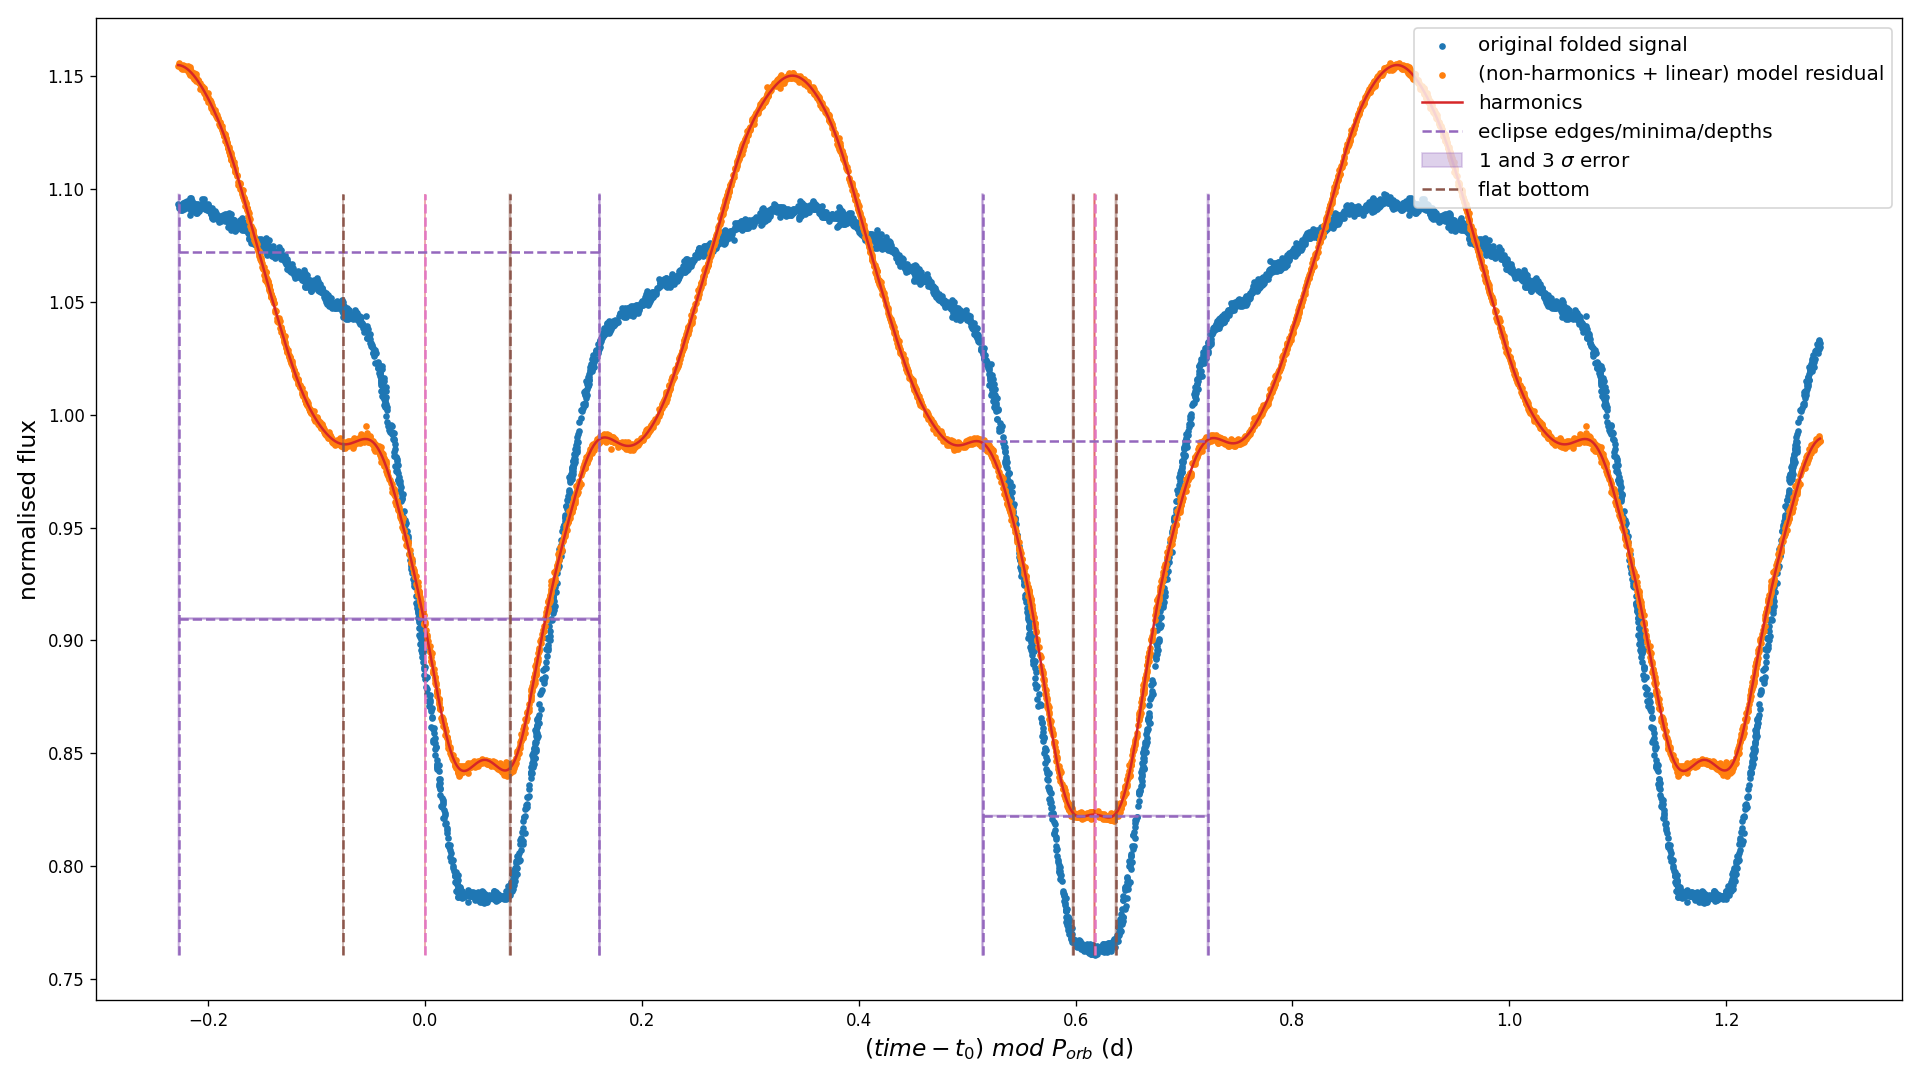 original folded signal
(non-harmonics + linear) model residual
harmonics
eclipse edges/minima/depths
1 and 3 σ error
flat bottom
normalised flux
1.15
1.10
1.05
1.00
0.95
0.90
0.85
0.80
0.75
−0.2 0.0 0.2 0.4 0.6 0.8 1.0 1.2
(time − t₀) mod Pₒᵣb (d)